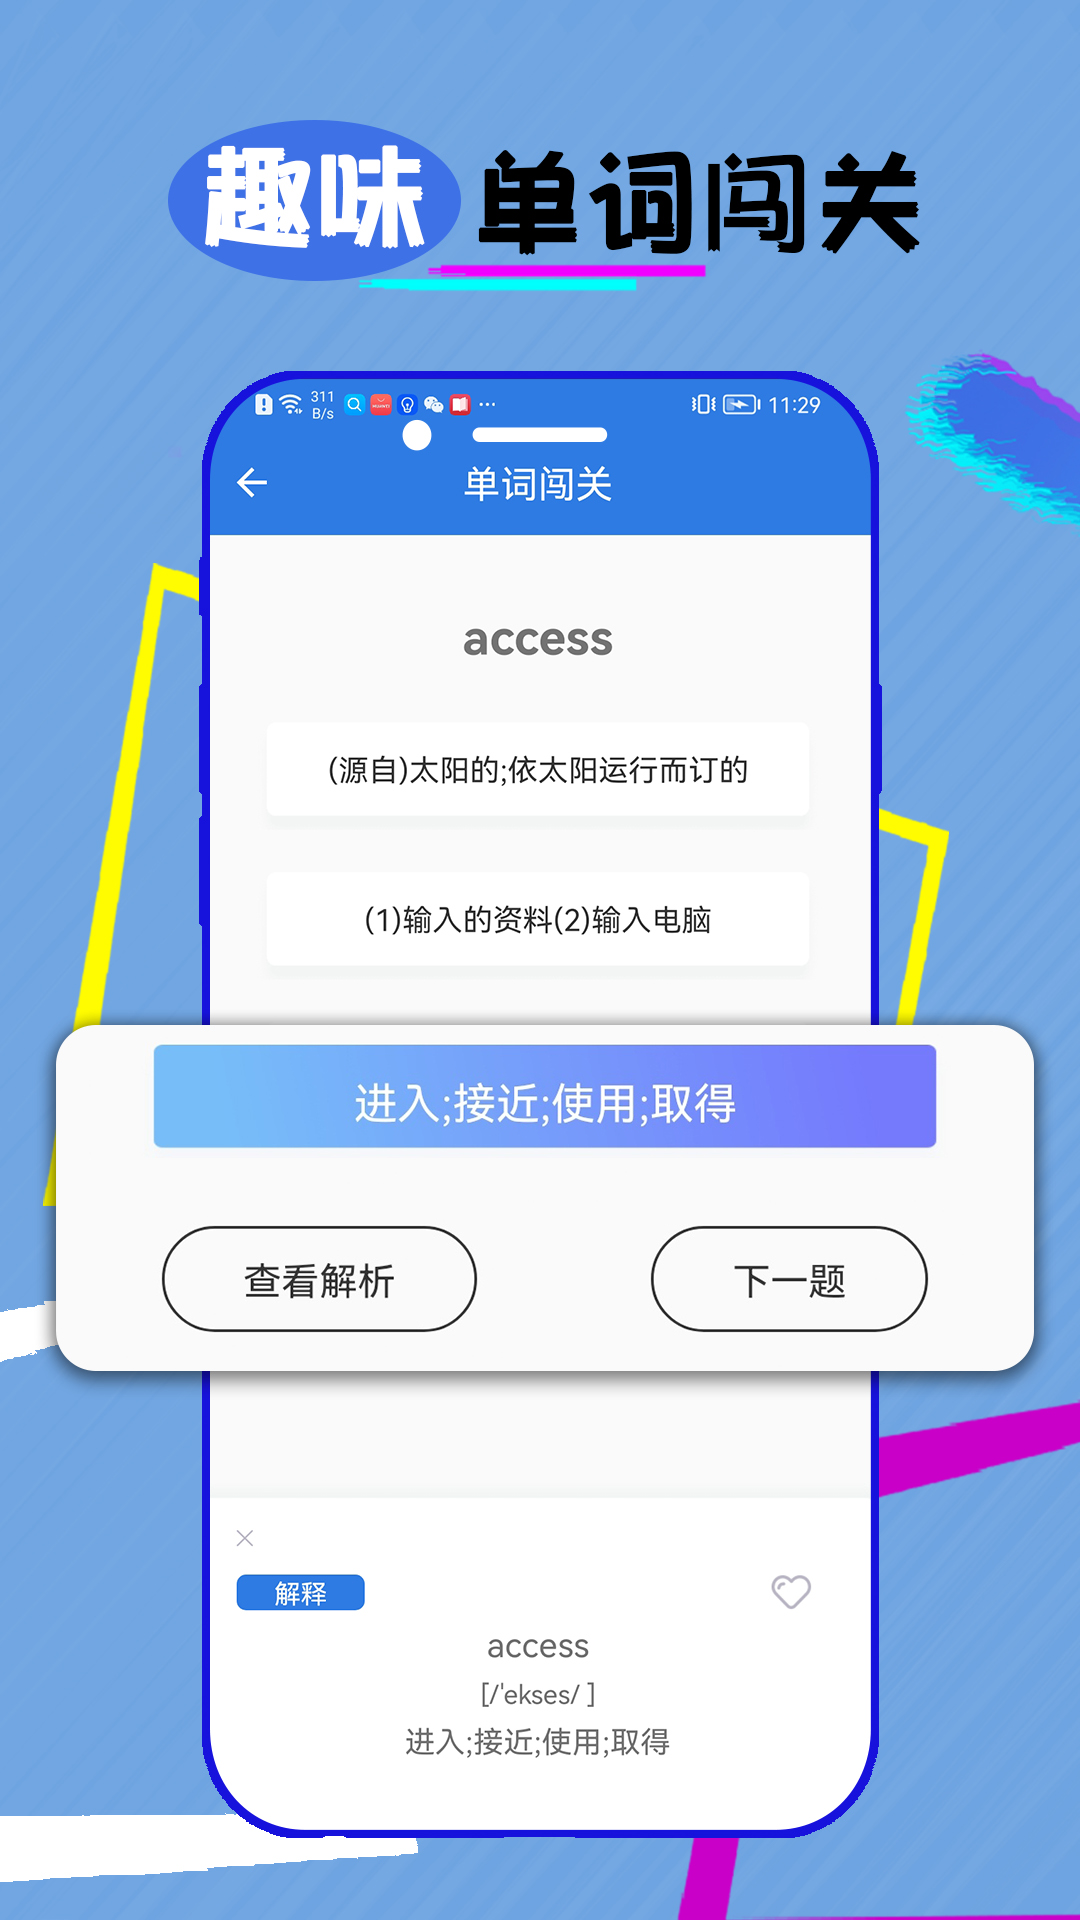 趣味 单词闯关
311
B/s
HUAWEI
11:29
单词闯关
access
(源自)太阳的;依太阳运行而订的
(1)输入的资料(2)输入电脑
进入;接近;使用;取得
查看解析
下一题
解释
access
[/'ekses/ ]
进入;接近;使用;取得